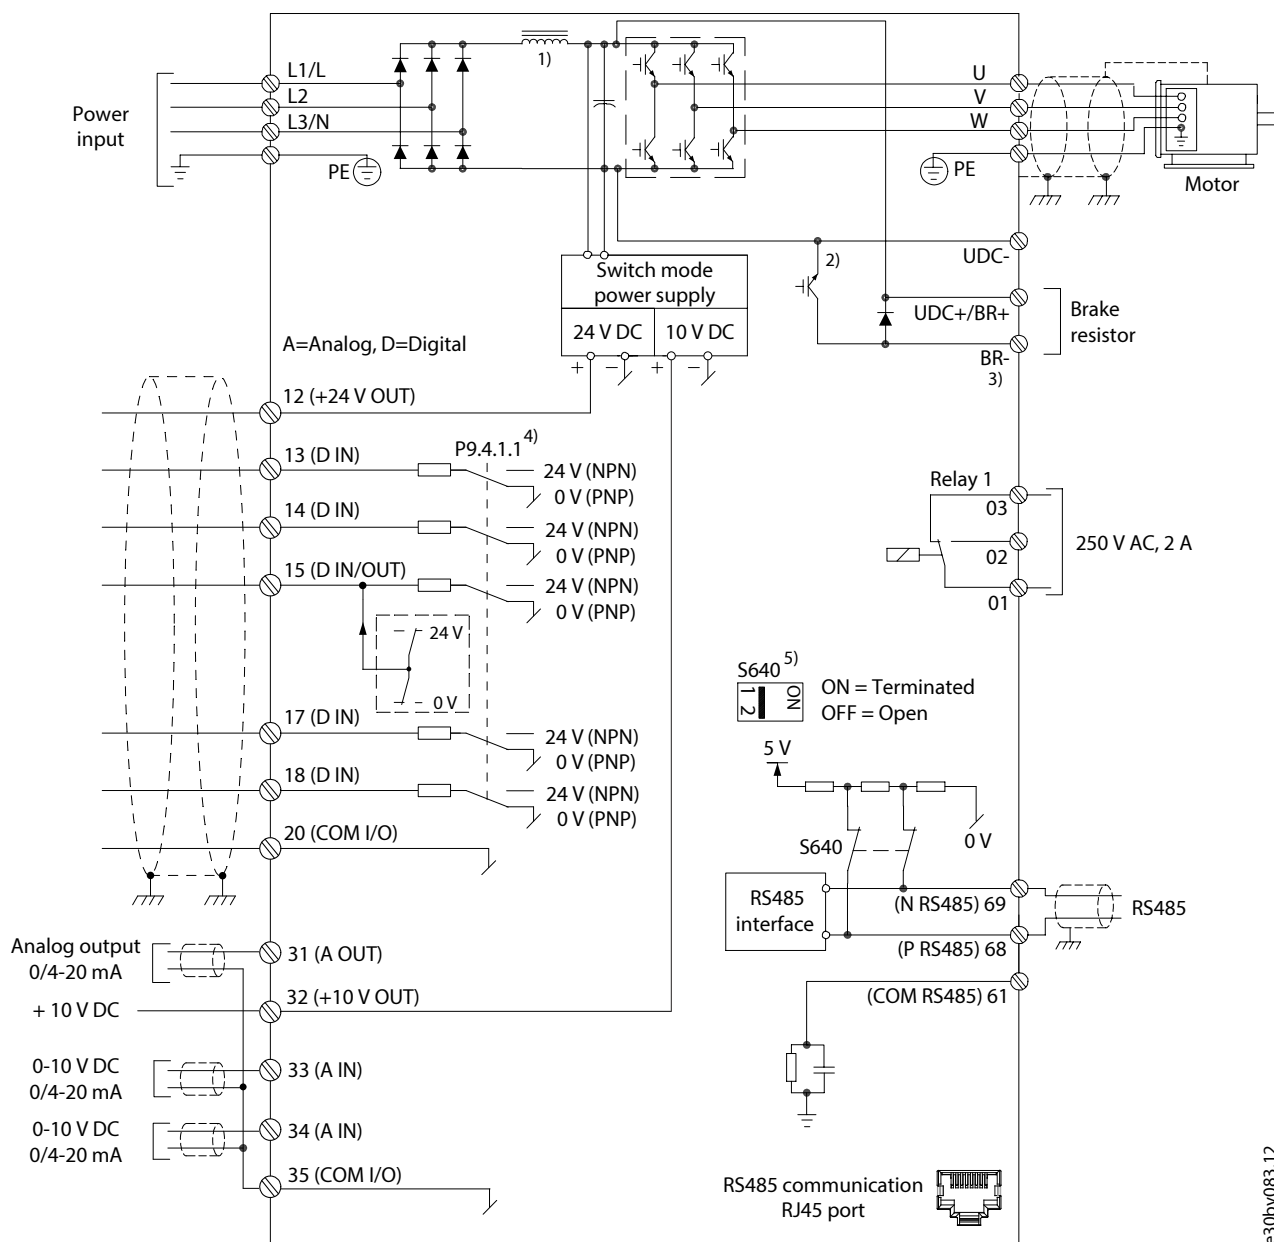 1)
L1/L
L2
L3/N
Power
input
PE
U
V
W
PE
Motor
UDC-
2)
Switch mode
power supply
24 V DC
10 V DC
+
−
+
−
UDC+/BR+
Brake
resistor
BR-
3)
A=Analog, D=Digital
12 (+24 V OUT)
P9.4.1.1 4)
13 (D IN)
24 V (NPN)
0 V (PNP)
14 (D IN)
24 V (NPN)
0 V (PNP)
15 (D IN/OUT)
24 V (NPN)
0 V (PNP)
24 V
0 V
17 (D IN)
24 V (NPN)
0 V (PNP)
18 (D IN)
24 V (NPN)
0 V (PNP)
20 (COM I/O)
Relay 1
03
02
01
250 V AC, 2 A
S640 5)
1 2
ON
ON = Terminated
OFF = Open
5 V
0 V
S640
RS485
interface
(N RS485) 69
(P RS485) 68
RS485
(COM RS485) 61
Analog output
0/4-20 mA
31 (A OUT)
+ 10 V DC
32 (+10 V OUT)
0-10 V DC
0/4-20 mA
33 (A IN)
0-10 V DC
0/4-20 mA
34 (A IN)
35 (COM I/O)
RS485 communication
RJ45 port
e30bv083.12